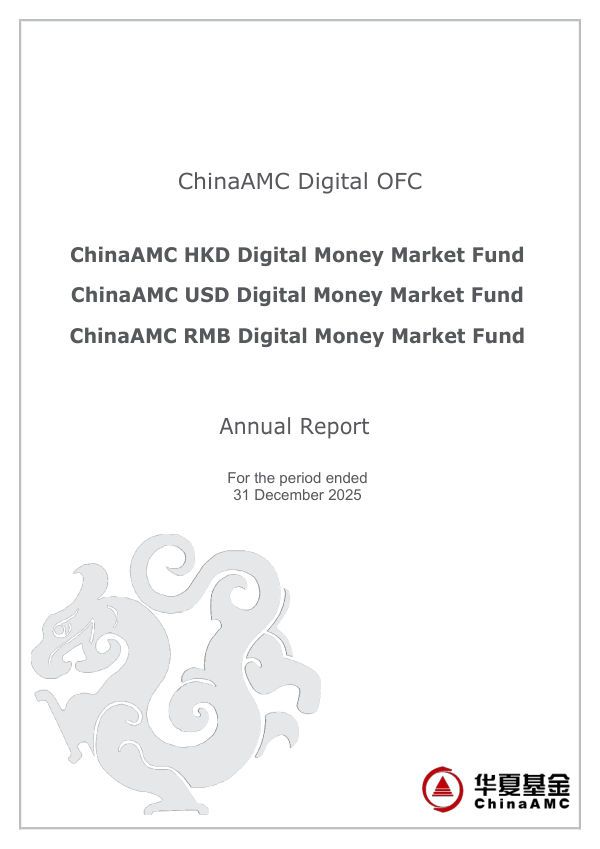 ChinaAMC Digital OFC
ChinaAMC HKD Digital Money Market Fund
ChinaAMC USD Digital Money Market Fund
ChinaAMC RMB Digital Money Market Fund
Annual Report
For the period ended
31 December 2025
华夏基金
ChinaAMC